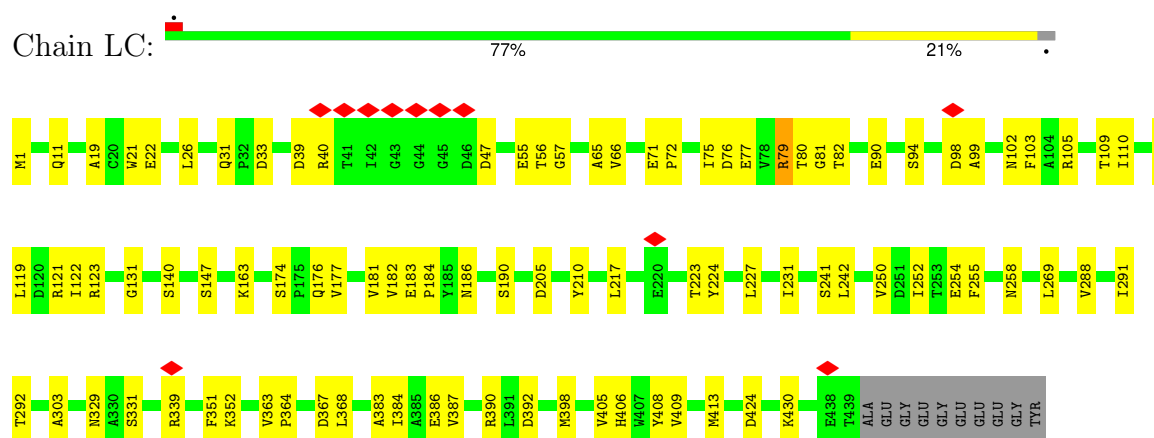 Chain LC: 77% 21%
M1 Q11 A19 C20 W21 E22 L26 Q31 P32 D33 D39 R40 T41 I42 G43 G44 G45 D46 D47 E55 T56 G57 A65 V66 E71 P72 I75 D76 E77 V78 R79 T80 G81 T82 E90 S94 D98 A99 N102 F103 A104 R105 T109 I110
L119 D120 R121 I122 R123 G131 S140 S147 K163 S174 P175 Q176 V177 V181 V182 E183 P184 Y185 N186 S190 D205 Y210 L217 E220 T223 Y224 L227 I231 S241 L242 V250 D251 I252 T253 E254 F255 N258 L269 V288 I291
T292 A303 N329 A330 S331 R339 F351 K352 V363 P364 D367 L368 A383 I384 A385 E386 V387 R390 L391 D392 M398 V405 H406 W407 Y408 V409 M413 D424 K430 E438 T439 ALA GLU GLY GLU GLY GLU GLU GLU GLY TYR